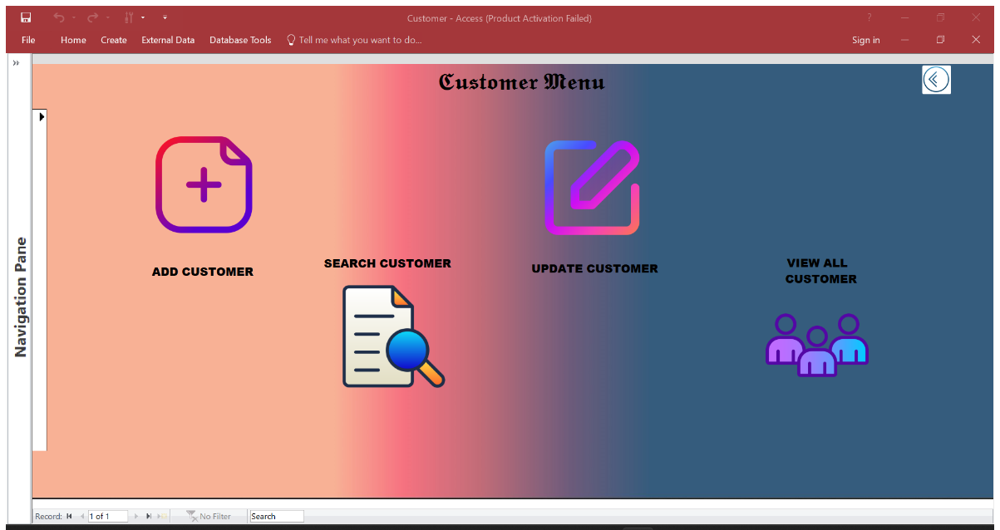 Customer - Access (Product Activation Failed)
File Home Create External Data Database Tools Tell me what you want to do... Sign in
Customer Menu
ADD CUSTOMER
SEARCH CUSTOMER
UPDATE CUSTOMER
VIEW ALL
CUSTOMER
Navigation Pane
Record: 1 of 1 No Filter Search